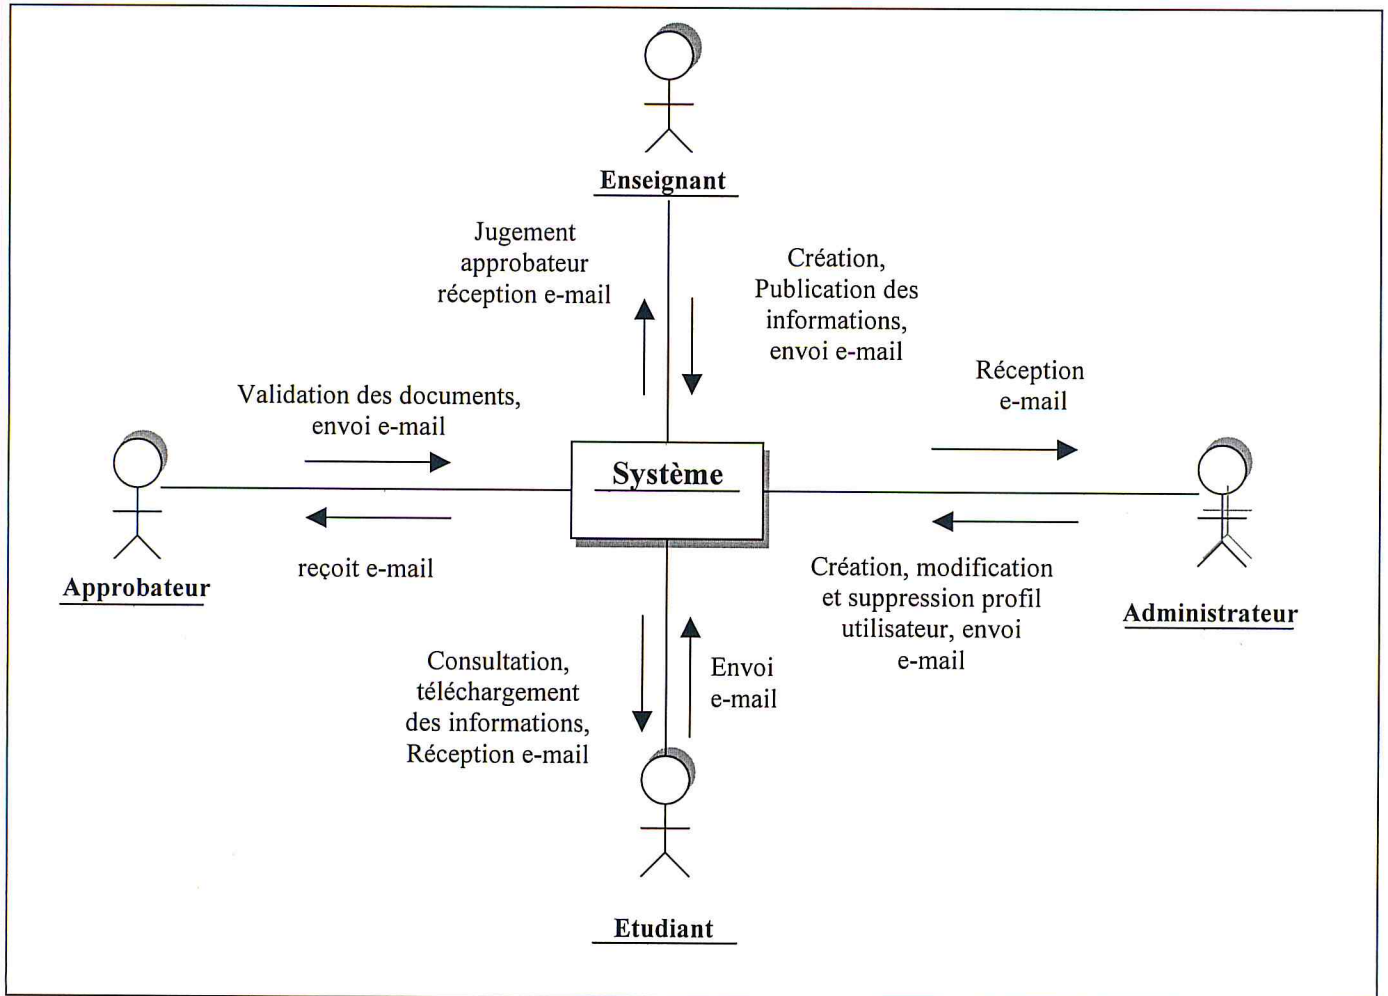 Enseignant
Jugement
approbateur
réception e-mail
Création,
Publication des
informations,
envoi e-mail
Réception
e-mail
Validation des documents,
envoi e-mail
Système
reçoit e-mail
Approbateur
Création, modification
et suppression profil
utilisateur, envoi
e-mail
Administrateur
Consultation,
téléchargement
des informations,
Réception e-mail
Envoi
e-mail
Etudiant